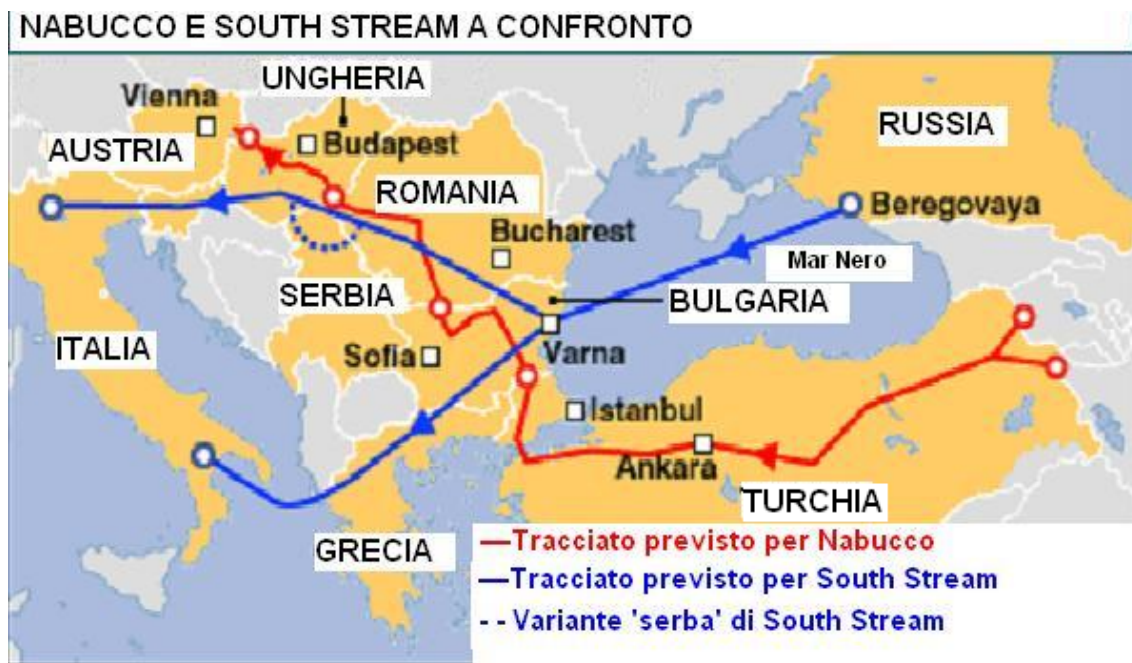 NABUCCO E SOUTH STREAM A CONFRONTO
UNGHERIA
Vienna
RUSSIA
AUSTRIA
Budapest
ROMANIA
Beregovaya
Bucharest
Mar Nero
SERBIA
BULGARIA
ITALIA
Sofia
Varna
Istanbul
Ankara
TURCHIA
GRECIA
—Tracciato previsto per Nabucco
—Tracciato previsto per South Stream
- - Variante 'serba' di South Stream